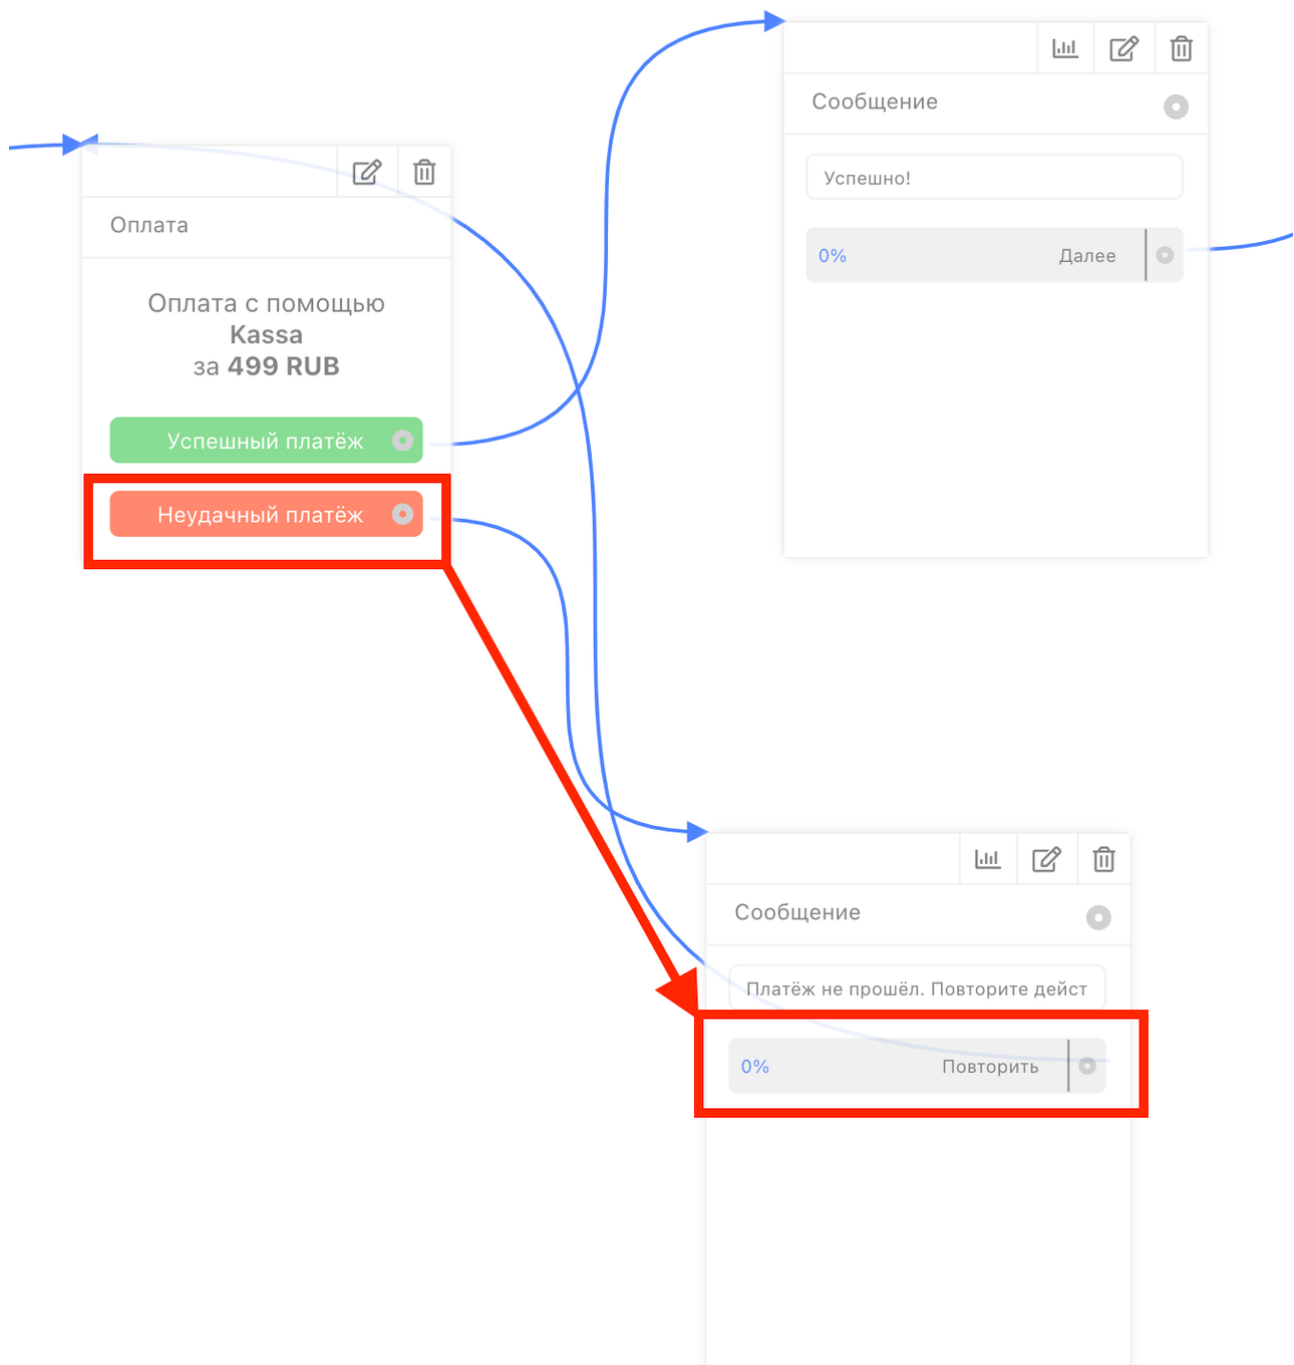 Сообщение
Успешно!
0% Далее
Оплата
Оплата с помощью
Kassa
за 499 RUB
Успешный платёж
Неудачный платёж
Сообщение
Платёж не прошёл. Повторите дейст
0% Повторить